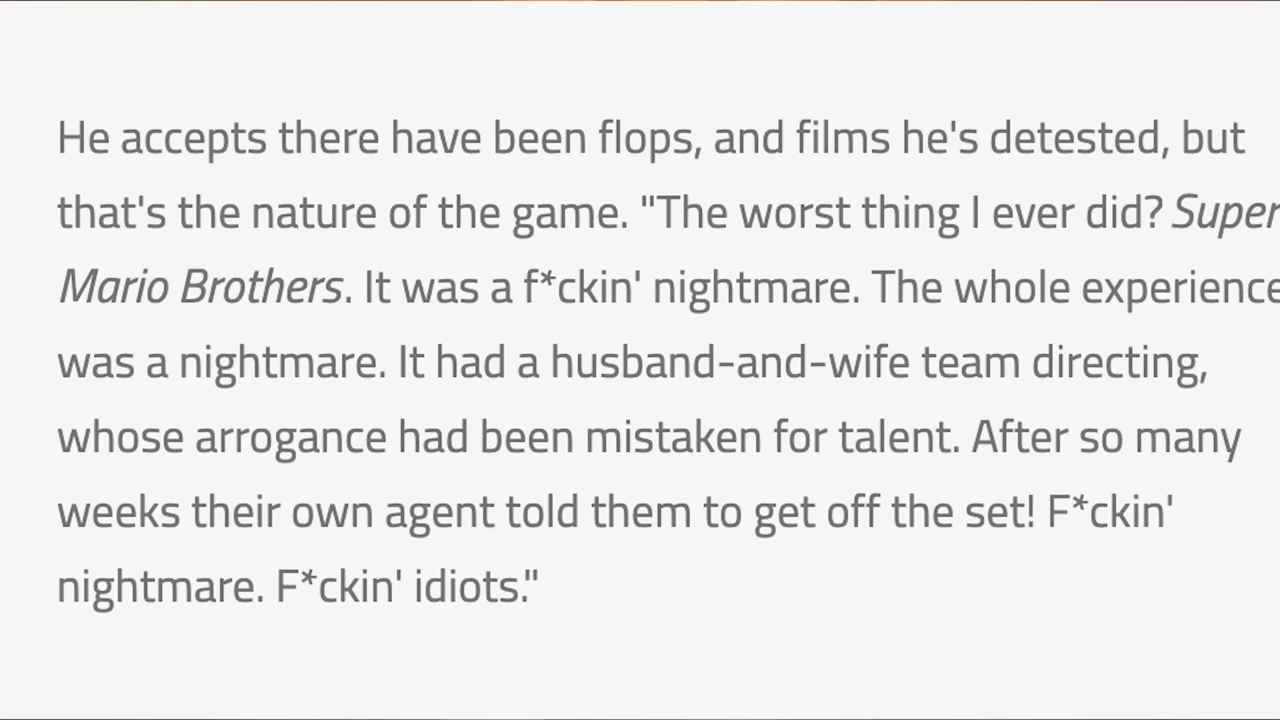 He accepts there have been flops, and films he's detested, but
that's the nature of the game. "The worst thing I ever did? Super
Mario Brothers. It was a f*ckin' nightmare. The whole experience
was a nightmare. It had a husband-and-wife team directing,
whose arrogance had been mistaken for talent. After so many
weeks their own agent told them to get off the set! F*ckin'
nightmare. F*ckin' idiots."